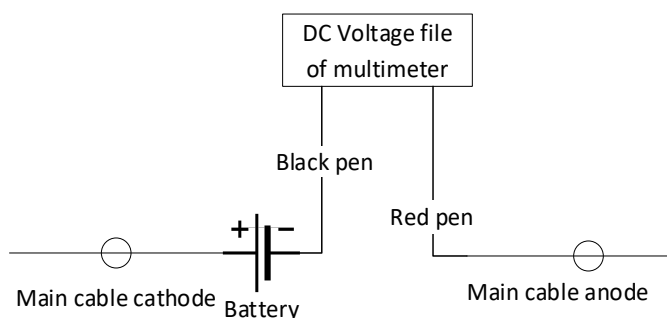 DC Voltage file
of multimeter
Black pen
Red pen
+ -
Main cable cathode
Battery
Main cable anode